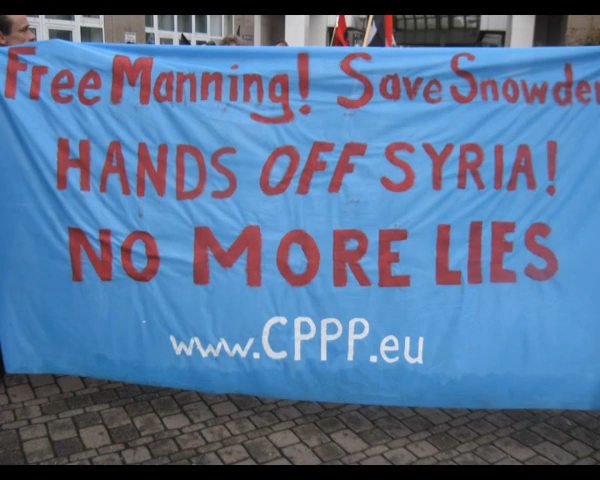 Free Manning! Save Snowden
HANDS OFF SYRIA!
NO MORE LIES
www.CPPP.eu